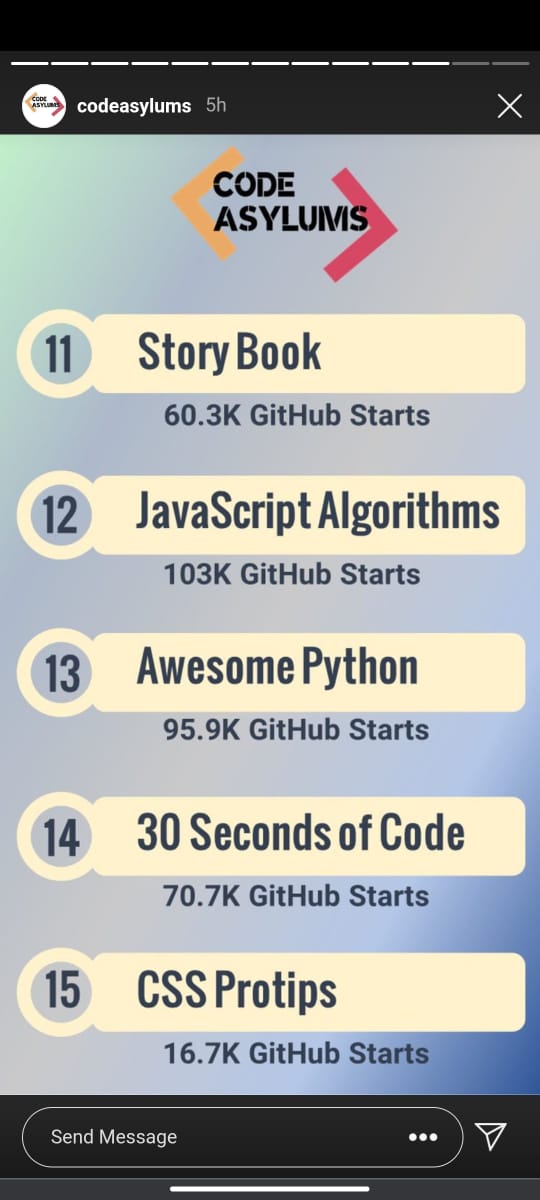 CODE ASYLUMS
codeasylums 5h
CODE
ASYLUMS
11 Story Book
60.3K GitHub Starts
12 JavaScript Algorithms
103K GitHub Starts
13 Awesome Python
95.9K GitHub Starts
14 30 Seconds of Code
70.7K GitHub Starts
15 CSS Protips
16.7K GitHub Starts
Send Message